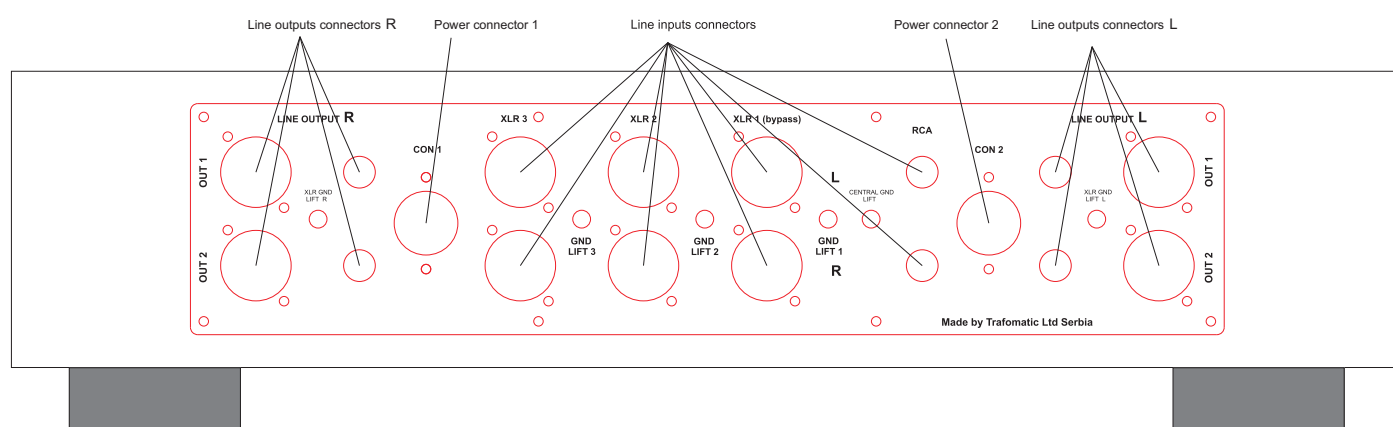 Line outputs connectors R
Power connector 1
Line inputs connectors
Power connector 2
Line outputs connectors L
LINE OUTPUT R
XLR 3
XLR 2
XLR 1 (bypass)
RCA
LINE OUTPUT L
CON 1
CON 2
OUT 1
L
OUT 1
XLR GND
LIFT R
CENTRAL GND
LIFT
XLR GND
LIFT L
GND
LIFT 3
GND
LIFT 2
GND
LIFT 1
OUT 2
R
OUT 2
Made by Trafomatic Ltd Serbia